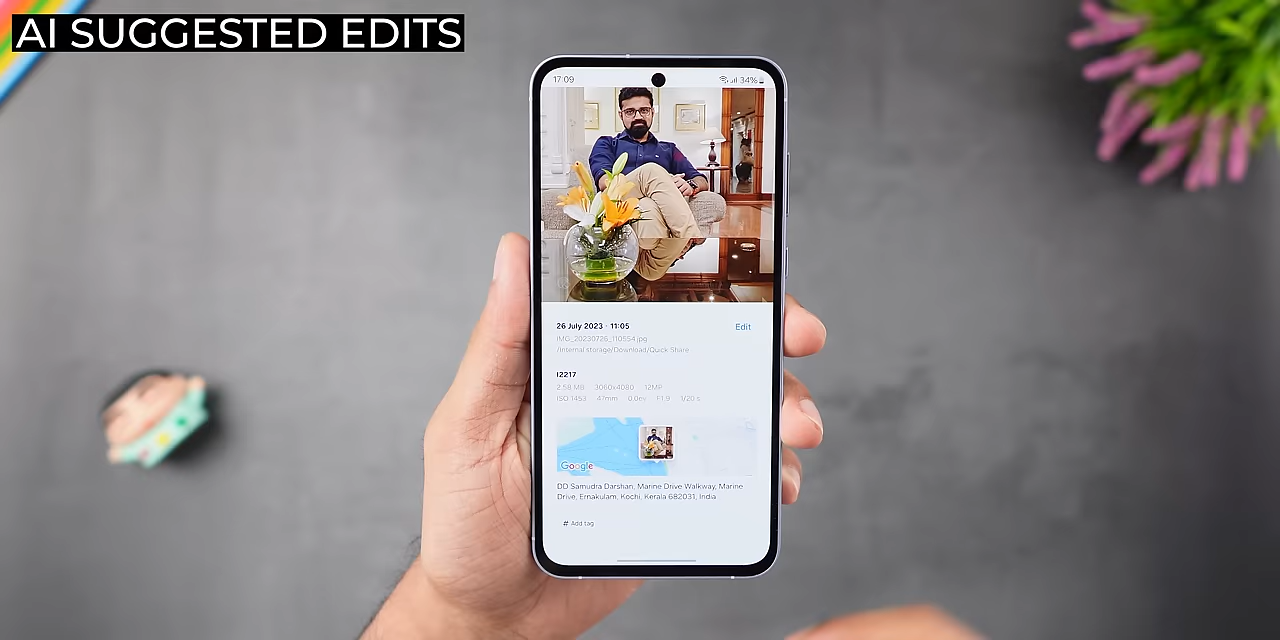 AI SUGGESTED EDITS
17:09
34%
26 July 2023 · 11:05
Edit
IMG_20230726_110554.jpg
/Internal storage/Download/Quick Share
I2217
2.58 MB 3060x4080 12MP
ISO 1453 47mm 0.0ev F1.9 1/20 s
Google
DD Samudra Darshan, Marine Drive Walkway, Marine
Drive, Ernakulam, Kochi, Kerala 682031, India
# Add tag